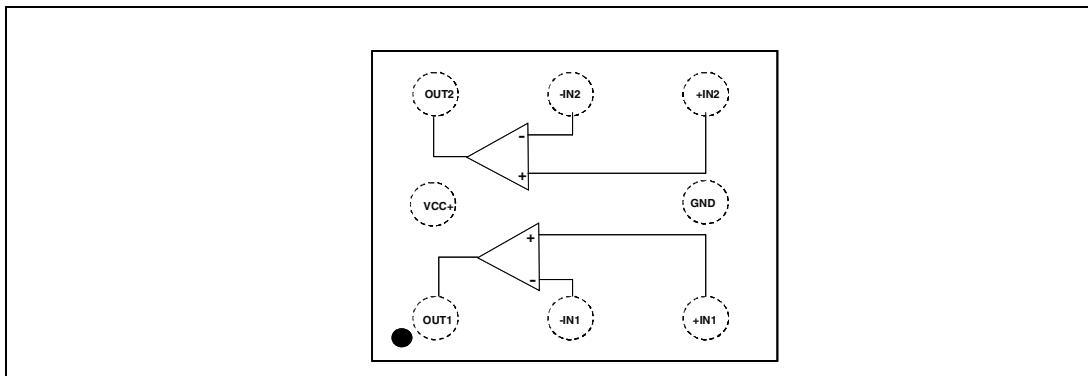 OUT2 -IN2 +IN2
-
+
VCC+ GND
+
-
OUT1 -IN1 +IN1